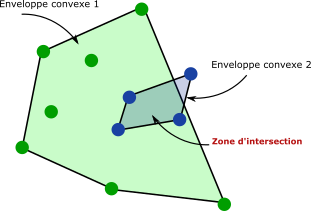 Enveloppe convexe 1
Enveloppe convexe 2
Zone d'intersection